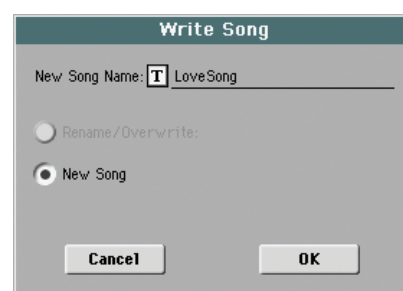 Write Song
New Song Name: T LoveSong
Rename/Overwrite:
New Song
Cancel OK